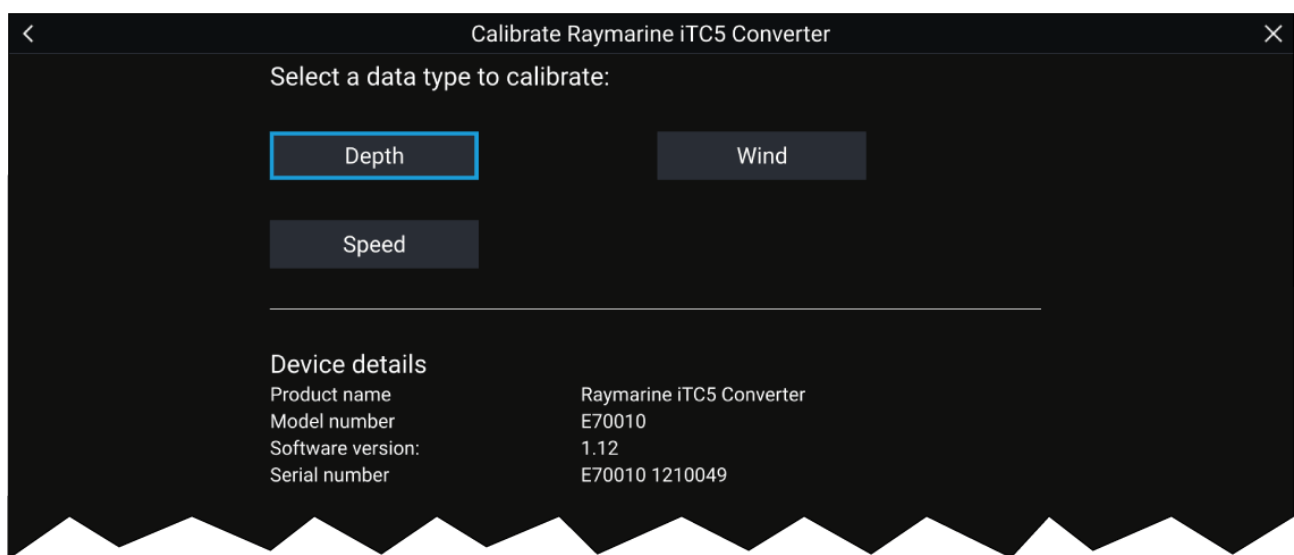 Calibrate Raymarine iTC5 Converter
Select a data type to calibrate:
Depth Wind
Speed
Device details
Product name Raymarine iTC5 Converter
Model number E70010
Software version: 1.12
Serial number E70010 1210049